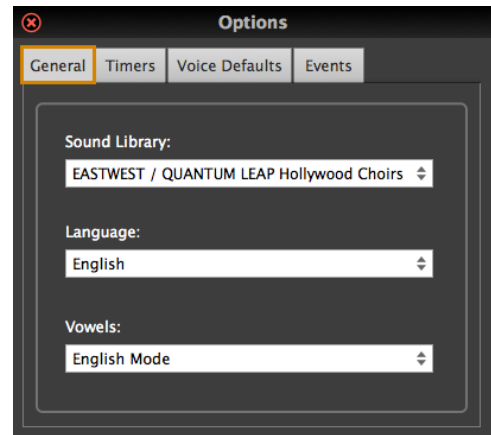 Options
General Timers Voice Defaults Events
Sound Library:
EASTWEST / QUANTUM LEAP Hollywood Choirs
Language:
English
Vowels:
English Mode